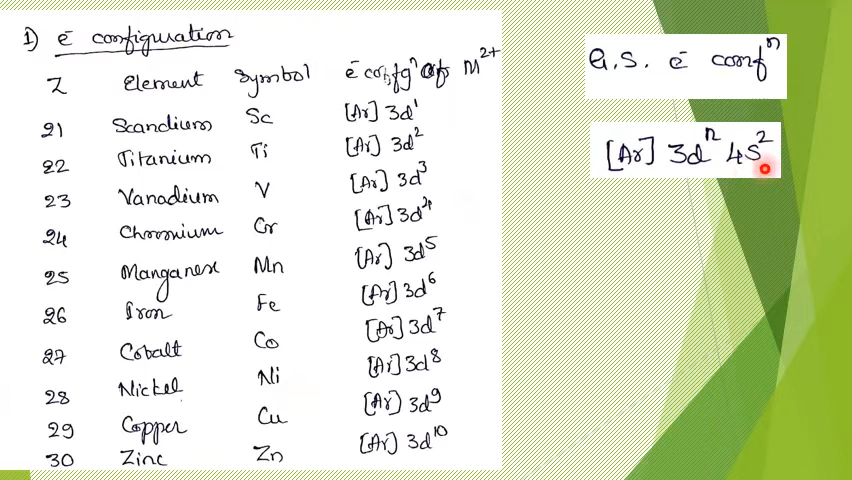 1) ē configuration
Z Element Symbol ē confgⁿ of M²⁺
21 Scandium Sc [Ar] 3d¹
22 Titanium Ti [Ar] 3d²
23 Vanadium V [Ar] 3d³
24 Chromium Cr [Ar] 3d⁴
25 Manganese Mn [Ar] 3d⁵
26 Iron Fe [Ar] 3d⁶
27 Cobalt Co [Ar] 3d⁷
28 Nickel Ni [Ar] 3d⁸
29 Copper Cu [Ar] 3d⁹
30 Zinc Zn [Ar] 3d¹⁰
G.S. ē confⁿ
[Ar] 3dⁿ 4s²